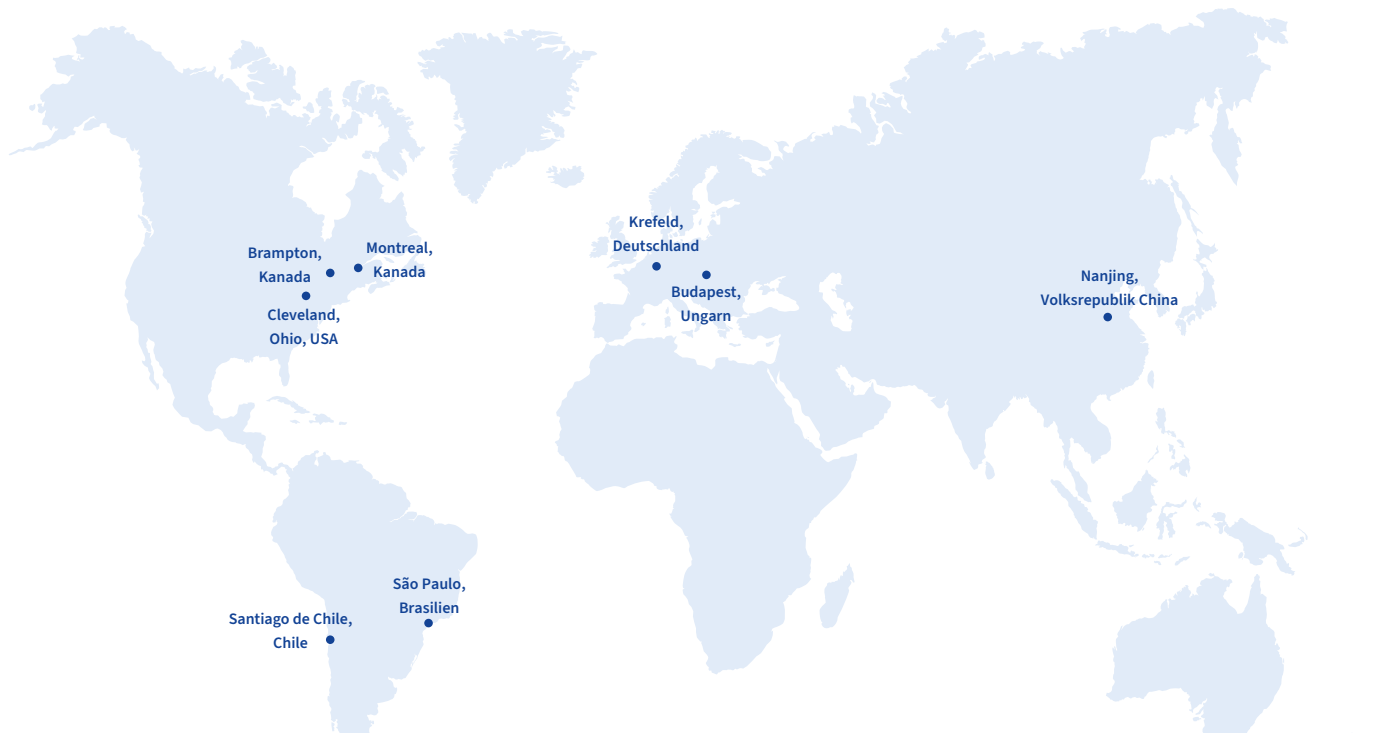 Krefeld,
Deutschland
Montreal,
Kanada
Brampton,
Kanada
Nanjing,
Volksrepublik China
Budapest,
Ungarn
Cleveland,
Ohio, USA
São Paulo,
Brasilien
Santiago de Chile,
Chile